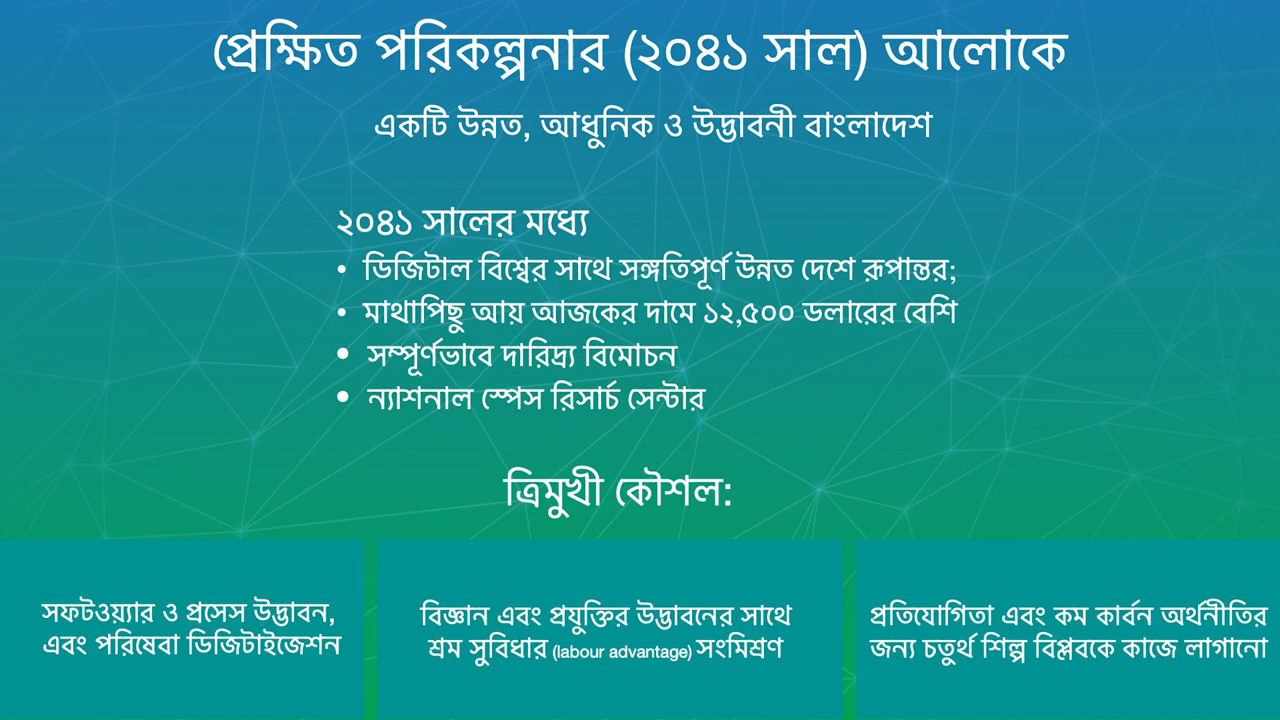 প্রেক্ষিত পরিকল্পনার (২০৪১ সাল) আলোকে
একটি উন্নত, আধুনিক ও উদ্ভাবনী বাংলাদেশ
২০৪১ সালের মধ্যে
• ডিজিটাল বিশ্বের সাথে সঙ্গতিপূর্ণ উন্নত দেশে রূপান্তর;
• মাথাপিছু আয় আজকের দামে ১২,৫০০ ডলারের বেশি
• সম্পূর্ণভাবে দারিদ্র্য বিমোচন
• ন্যাশনাল স্পেস রিসার্চ সেন্টার
ত্রিমুখী কৌশল:
সফটওয়্যার ও প্রসেস উদ্ভাবন,
এবং পরিষেবা ডিজিটাইজেশন
বিজ্ঞান এবং প্রযুক্তির উদ্ভাবনের সাথে
শ্রম সুবিধার (labour advantage) সংমিশ্রণ
প্রতিযোগিতা এবং কম কার্বন অর্থনীতির
জন্য চতুর্থ শিল্প বিপ্লবকে কাজে লাগানো